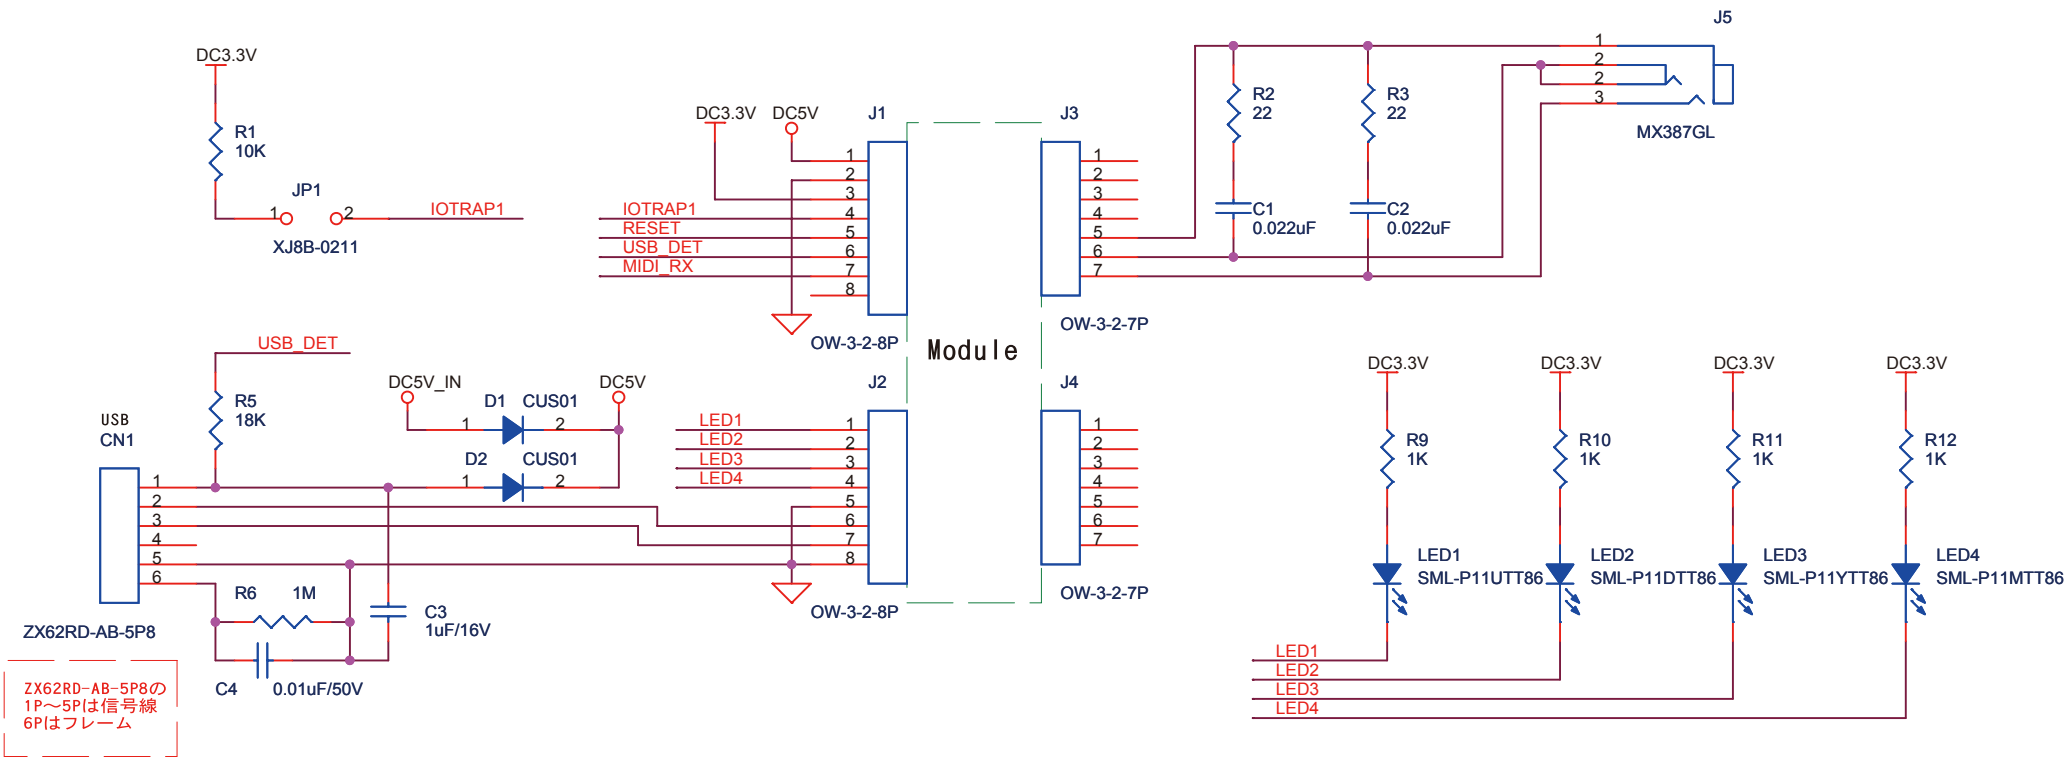 DC3.3V
R1
10K
JP1
1
2
IOTRAP1
XJ8B-0211
DC3.3V
DC5V
J1
1
2
3
4
5
6
7
8
IOTRAP1
RESET
USB_DET
MIDI_RX
OW-3-2-8P
Module
J3
1
2
3
4
5
6
7
OW-3-2-7P
R2
22
C1
0.022uF
R3
22
C2
0.022uF
J5
1
2
2
3
MX387GL
USB_DET
R5
18K
USB
CN1
1
2
3
4
5
6
ZX62RD-AB-5P8
DC5V_IN
DC5V
D1
CUS01
1
2
D2
CUS01
1
2
R6
1M
C4
0.01uF/50V
C3
1uF/16V
ZX62RD-AB-5P8の
1P～5Pは信号線
6Pはフレーム
J2
LED1
LED2
LED3
LED4
1
2
3
4
5
6
7
8
OW-3-2-8P
J4
1
2
3
4
5
6
7
OW-3-2-7P
DC3.3V
DC3.3V
DC3.3V
DC3.3V
R9
1K
R10
1K
R11
1K
R12
1K
LED1
SML-P11UTT86
LED2
SML-P11DTT86
LED3
SML-P11YTT86
LED4
SML-P11MTT86
LED1
LED2
LED3
LED4